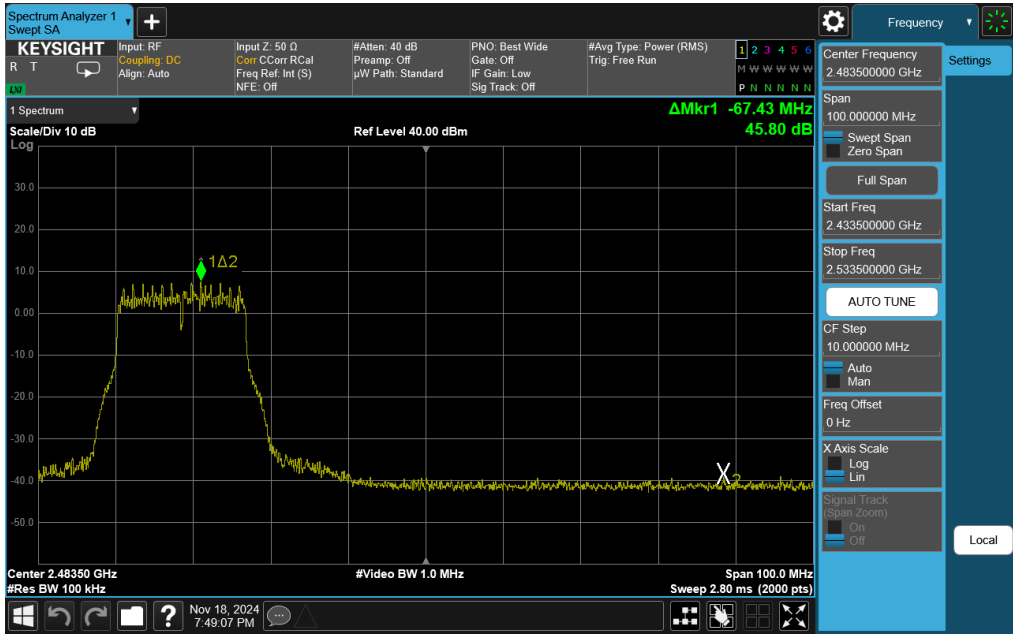 Spectrum Analyzer 1
Swept SA
Frequency
KEYSIGHT
R T
LXI
Input: RF
Coupling: DC
Align: Auto
Input Z: 50 Ω
Corr CCorr RCal
Freq Ref: Int (S)
NFE: Off
#Atten: 40 dB
Preamp: Off
µW Path: Standard
PNO: Best Wide
Gate: Off
IF Gain: Low
Sig Track: Off
#Avg Type: Power (RMS)
Trig: Free Run
1 2 3 4 5 6
M W W W W W
P N N N N N
1 Spectrum
Scale/Div 10 dB
Log
Ref Level 40.00 dBm
ΔMkr1 -67.43 MHz
45.80 dB
30.0
20.0
10.0
0.00
-10.0
-20.0
-30.0
-40.0
-50.0
1Δ2
X2
Center 2.48350 GHz
#Res BW 100 kHz
#Video BW 1.0 MHz
Span 100.0 MHz
Sweep 2.80 ms (2000 pts)
Nov 18, 2024
7:49:07 PM
?
Center Frequency
2.483500000 GHz
Span
100.000000 MHz
Swept Span
Zero Span
Full Span
Start Freq
2.433500000 GHz
Stop Freq
2.533500000 GHz
AUTO TUNE
CF Step
10.000000 MHz
Auto
Man
Freq Offset
0 Hz
X Axis Scale
Log
Lin
Signal Track
(Span Zoom)
On
Off
Settings
Local